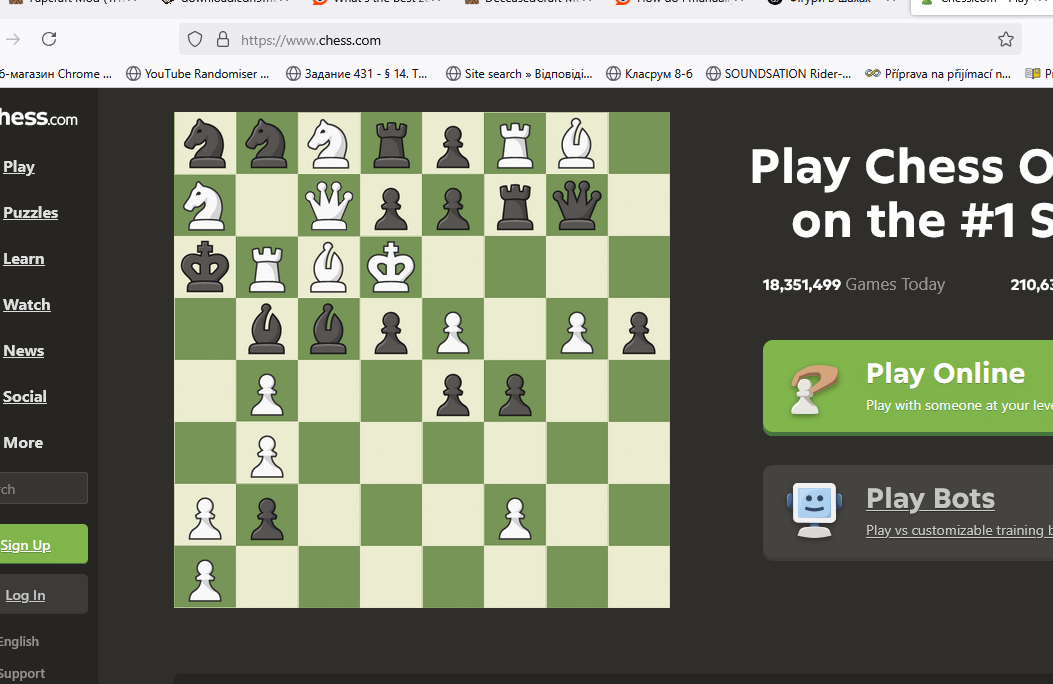 https://www.chess.com
б-магазин Chrome ...
YouTube Randomiser ...
Задание 431 - § 14. Т...
Site search » Відповіді...
Класрум 8-б
SOUNDSATION Rider-...
Příprava na přijímací n...
hess.com
Play
Puzzles
Learn
Watch
News
Social
More
rch
Sign Up
Log In
English
Support
Play Chess O
on the #1 S
18,351,499 Games Today
210,63
Play Online
Play with someone at your leve
Play Bots
Play vs customizable training b